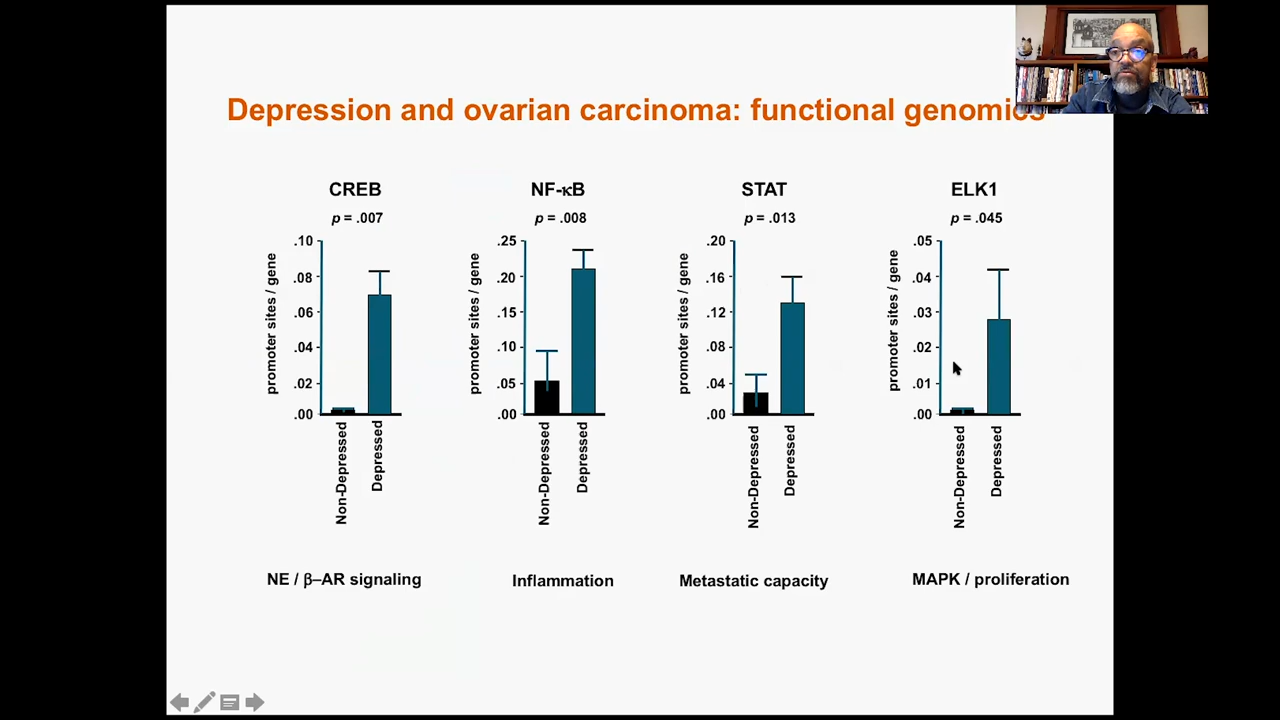 Depression and ovarian carcinoma: functional genomics
CREB
p = .007
promoter sites / gene
.10
.08
.06
.04
.02
.00
Non-Depressed
Depressed
NE / β–AR signaling
NF-κB
p = .008
promoter sites / gene
.25
.20
.15
.10
.05
.00
Non-Depressed
Depressed
Inflammation
STAT
p = .013
promoter sites / gene
.20
.16
.12
.08
.04
.00
Non-Depressed
Depressed
Metastatic capacity
ELK1
p = .045
promoter sites / gene
.05
.04
.03
.02
.01
.00
Non-Depressed
Depressed
MAPK / proliferation